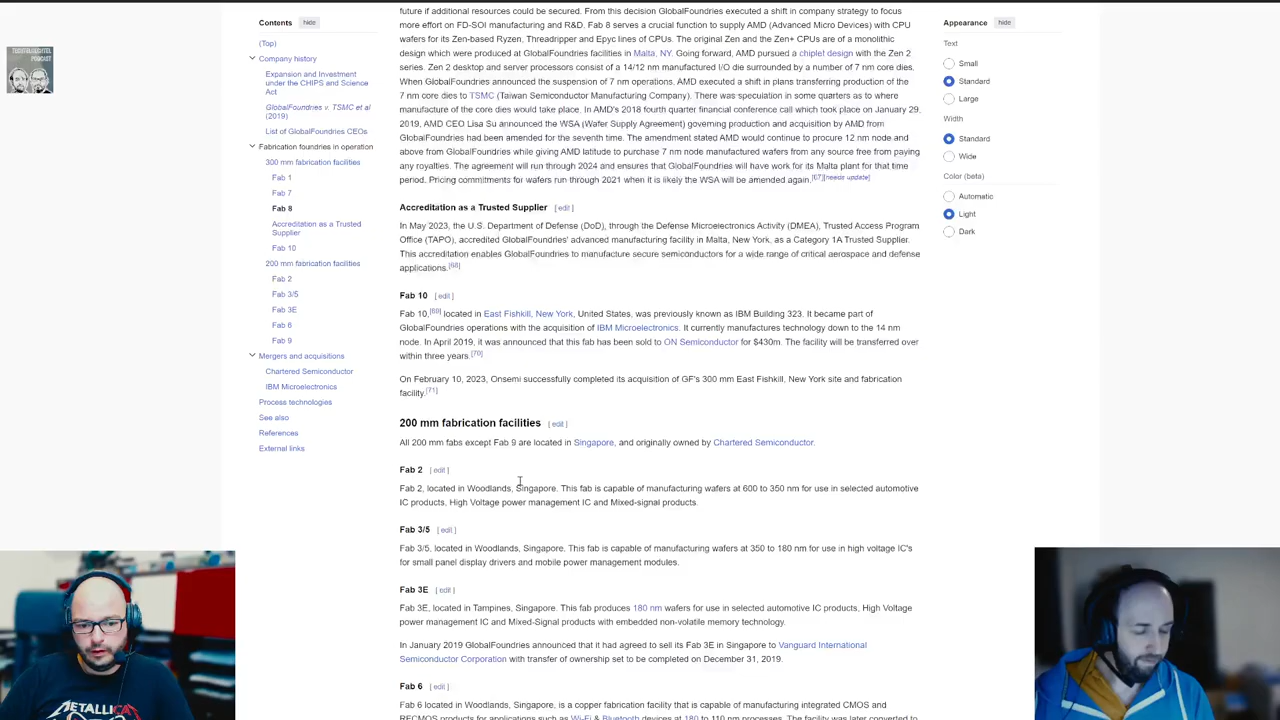 Contents hide
(Top)
Company history
Expansion and Investment
under the CHIPS and Science
Act
GlobalFoundries v. TSMC et al
(2019)
List of GlobalFoundries CEOs
Fabrication foundries in operation
300 mm fabrication facilities
Fab 1
Fab 7
Fab 8
Accreditation as a Trusted
Supplier
Fab 10
200 mm fabrication facilities
Fab 2
Fab 3/5
Fab 3E
Fab 6
Fab 9
Mergers and acquisitions
Chartered Semiconductor
IBM Microelectronics
Process technologies
See also
References
External links
future if additional resources could be secured. From this decision GlobalFoundries executed a shift in company strategy to focus
more effort on FD-SOI manufacturing and R&D. Fab 8 serves a crucial function to supply AMD (Advanced Micro Devices) with CPU
wafers for its Zen-based Ryzen, Threadripper and Epyc lines of CPUs. The original Zen and the Zen+ CPUs are of a monolithic
design which were produced at GlobalFoundries facilities in Malta, NY. Going forward, AMD pursued a chiplet design with the Zen 2
series. Zen 2 desktop and server processors consist of a 14/12 nm manufactured I/O die surrounded by a number of 7 nm core dies.
When GlobalFoundries announced the suspension of 7 nm operations, AMD executed a shift in plans transferring production of the
7 nm core dies to TSMC (Taiwan Semiconductor Manufacturing Company). There was speculation in some quarters as to where
manufacture of the core dies would take place. In AMD's 2018 fourth quarter financial conference call which took place on January 29,
2019, AMD CEO Lisa Su announced the WSA (Wafer Supply Agreement) governing production and acquisition by AMD from
GlobalFoundries had been amended for the seventh time. The amendment stated AMD would continue to procure 12 nm node and
above from GlobalFoundries while giving AMD latitude to purchase 7 nm node manufactured wafers from any source free from paying
any royalties. The agreement will run through 2024 and ensures that GlobalFoundries will have work for its Malta plant for that time
period. Pricing commitments for wafers run through 2021 when it is likely the WSA will be amended again.[67][needs update]
Accreditation as a Trusted Supplier [ edit ]
In May 2023, the U.S. Department of Defense (DoD), through the Defense Microelectronics Activity (DMEA), Trusted Access Program
Office (TAPO), accredited GlobalFoundries' advanced manufacturing facility in Malta, New York, as a Category 1A Trusted Supplier.
This accreditation enables GlobalFoundries to manufacture secure semiconductors for a wide range of critical aerospace and defense
applications.[68]
Fab 10 [ edit ]
Fab 10,[69] located in East Fishkill, New York, United States, was previously known as IBM Building 323. It became part of
GlobalFoundries operations with the acquisition of IBM Microelectronics. It currently manufactures technology down to the 14 nm
node. In April 2019, it was announced that this fab has been sold to ON Semiconductor for $430m. The facility will be transferred over
within three years.[70]
On February 10, 2023, Onsemi successfully completed its acquisition of GF's 300 mm East Fishkill, New York site and fabrication
facility.[71]
200 mm fabrication facilities [ edit ]
All 200 mm fabs except Fab 9 are located in Singapore, and originally owned by Chartered Semiconductor.
Fab 2 [ edit ]
Fab 2, located in Woodlands, Singapore. This fab is capable of manufacturing wafers at 600 to 350 nm for use in selected automotive
IC products, High Voltage power management IC and Mixed-signal products.
Fab 3/5 [ edit ]
Fab 3/5, located in Woodlands, Singapore. This fab is capable of manufacturing wafers at 350 to 180 nm for use in high voltage IC's
for small panel display drivers and mobile power management modules.
Fab 3E [ edit ]
Fab 3E, located in Tampines, Singapore. This fab produces 180 nm wafers for use in selected automotive IC products, High Voltage
power management IC and Mixed-Signal products with embedded non-volatile memory technology.
In January 2019 GlobalFoundries announced that it had agreed to sell its Fab 3E in Singapore to Vanguard International
Semiconductor Corporation with transfer of ownership set to be completed on December 31, 2019.
Fab 6 [ edit ]
Fab 6 located in Woodlands, Singapore, is a copper fabrication facility that is capable of manufacturing integrated CMOS and
RFCMOS products for applications such as Wi-Fi & Bluetooth devices at 180 to 110 nm processes. The facility was later converted to
Appearance hide
Text
Small
Standard
Large
Width
Standard
Wide
Color (beta)
Automatic
Light
Dark
METALLICA